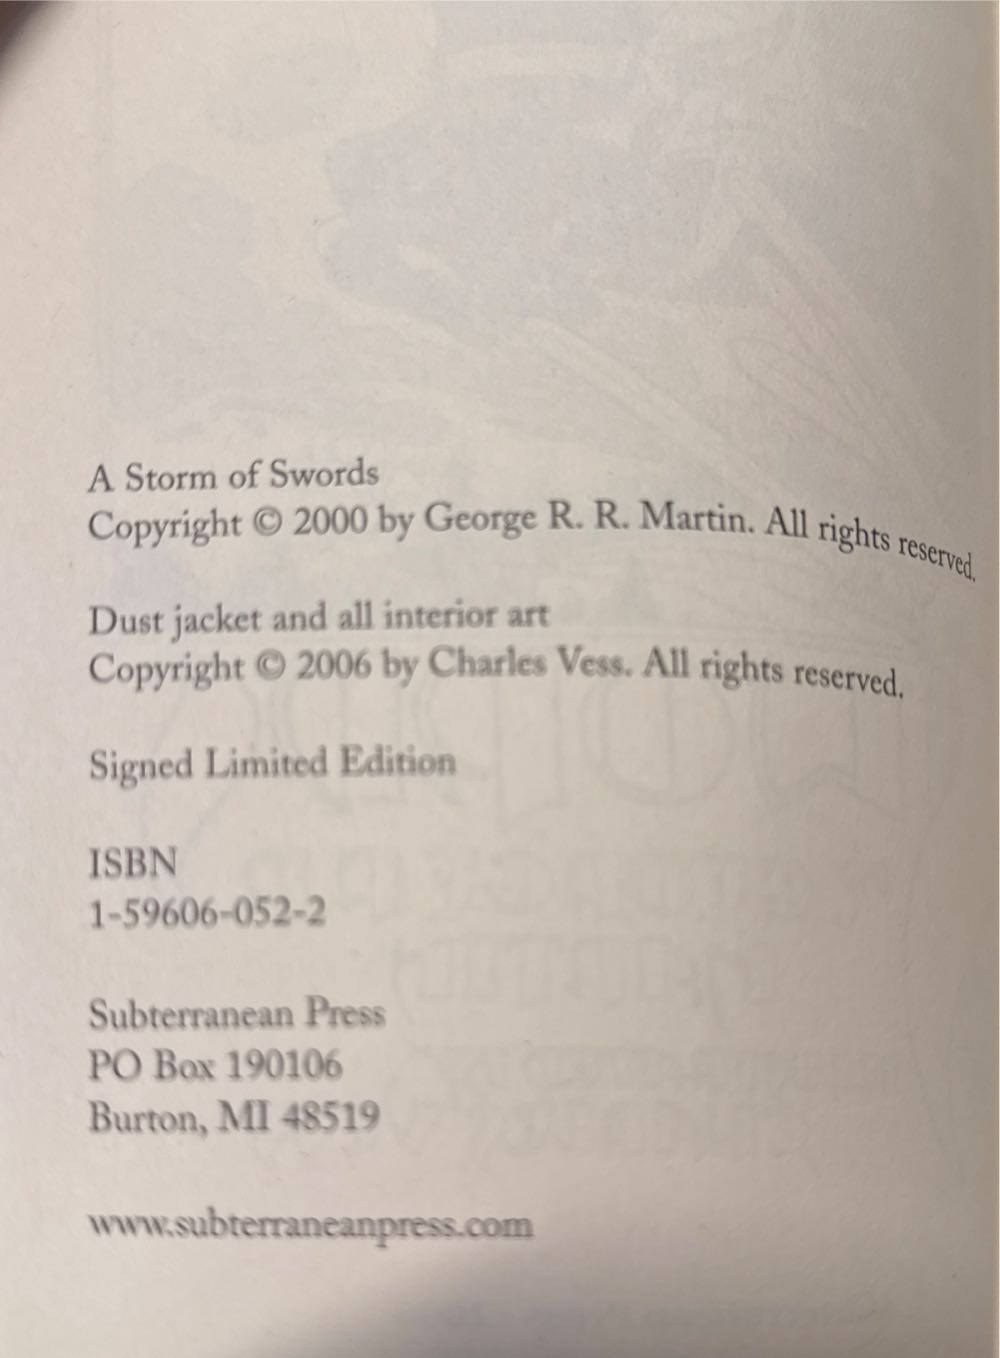 A Storm of Swords
Copyright © 2000 by George R. R. Martin. All rights reserved.
Dust jacket and all interior art
Copyright © 2006 by Charles Vess. All rights reserved.
Signed Limited Edition
ISBN
1-59606-052-2
Subterranean Press
PO Box 190106
Burton, MI 48519
www.subterraneanpress.com